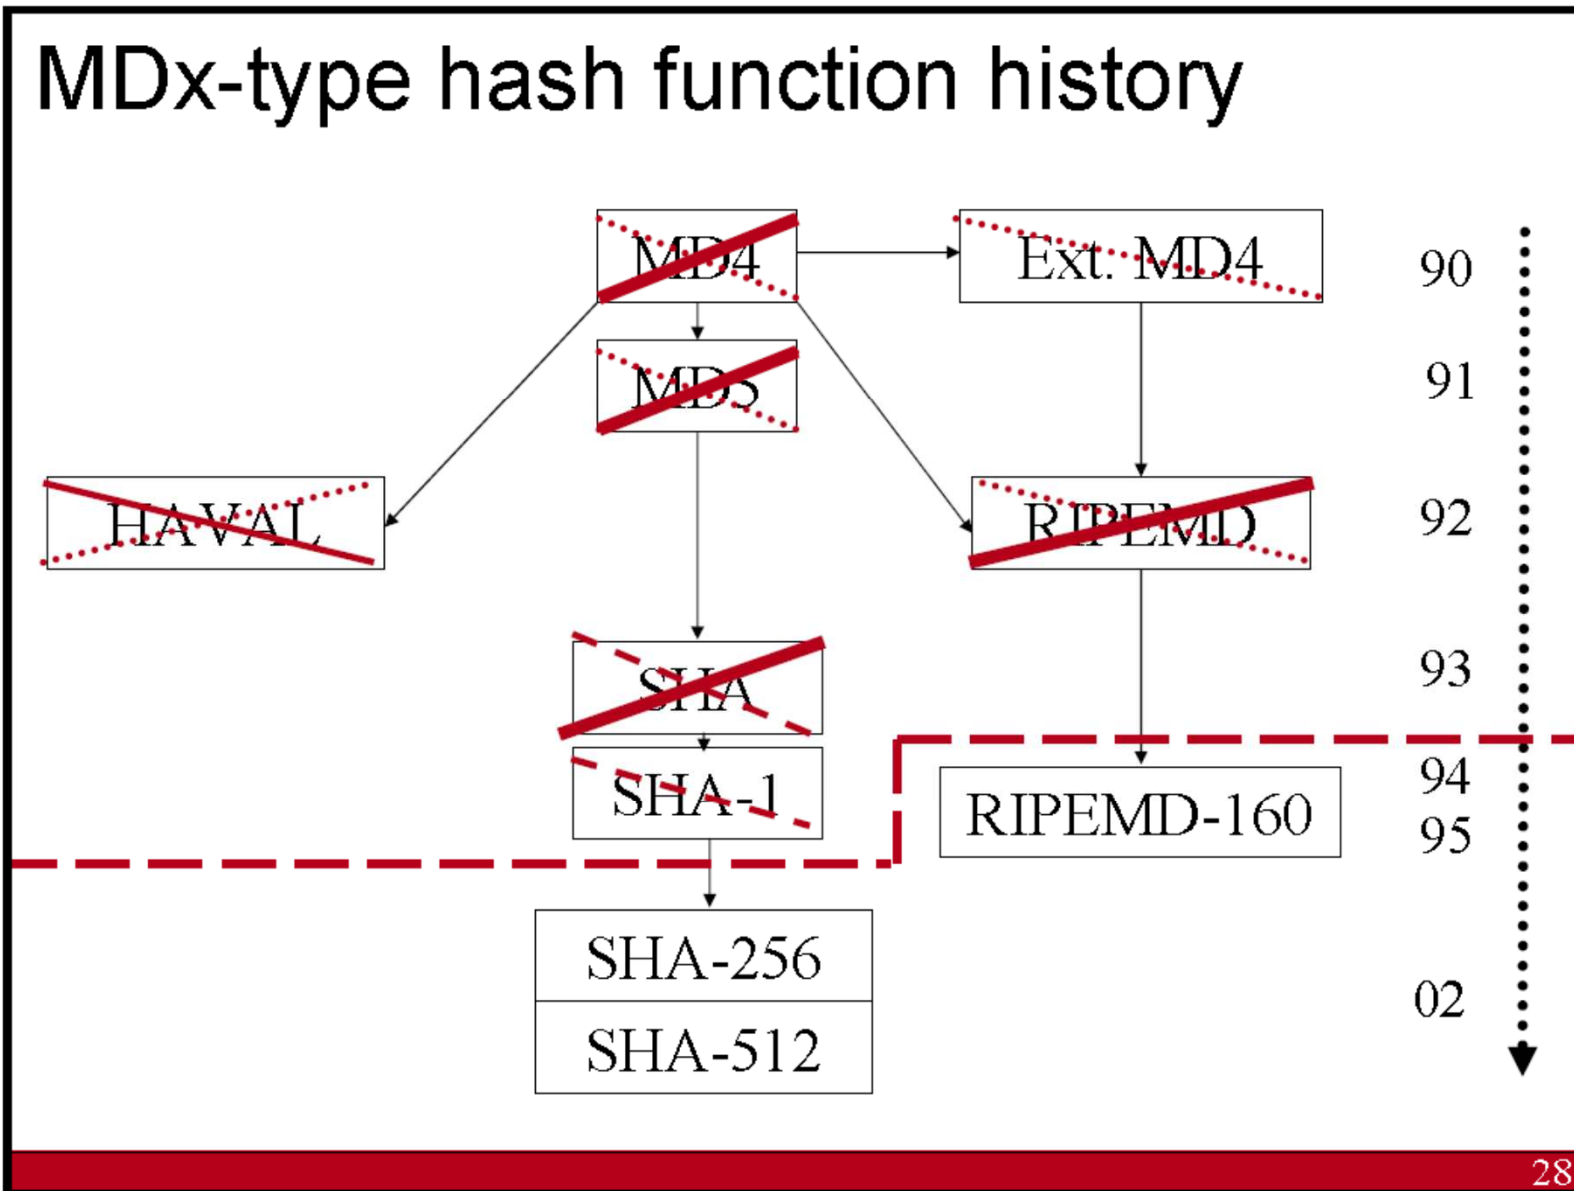 MDx-type hash function history
MD4
Ext. MD4
90
MD5
91
HAVAL
RIPEMD
92
SHA
93
SHA-1
RIPEMD-160
94
95
SHA-256
SHA-512
02
28